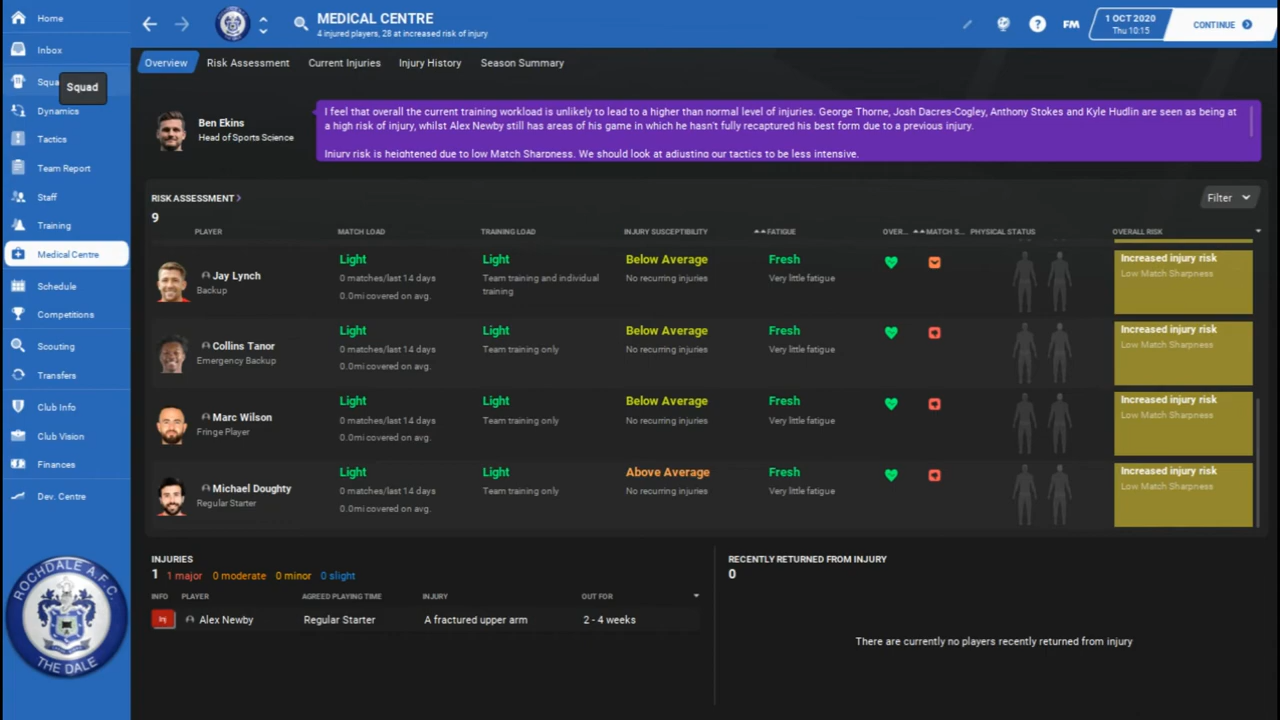 Home
MEDICAL CENTRE
4 injured players, 28 at increased risk of injury
FM
1 OCT 2020
Thu 10:15
CONTINUE
Inbox
Squad
Dynamics
Tactics
Team Report
Staff
Training
Medical Centre
Schedule
Competitions
Scouting
Transfers
Club Info
Club Vision
Finances
Dev. Centre
ROCHDALE A.F.C.
THE DALE
Overview
Risk Assessment
Current Injuries
Injury History
Season Summary
Ben Ekins
Head of Sports Science
I feel that overall the current training workload is unlikely to lead to a higher than normal level of injuries. George Thorne, Josh Dacres-Cogley, Anthony Stokes and Kyle Hudlin are seen as being at
a high risk of injury, whilst Alex Newby still has areas of his game in which he hasn't fully recaptured his best form due to a previous injury.
Injury risk is heightened due to low Match Sharpness. We should look at adjusting our tactics to be less intensive.
RISK ASSESSMENT
9
Filter
PLAYER MATCH LOAD TRAINING LOAD INJURY SUSCEPTIBILITY FATIGUE OVER... MATCH S... PHYSICAL STATUS OVERALL RISK
Jay Lynch
Backup
Light
0 matches/last 14 days
0.0mi covered on avg.
Light
Team training and individual
training
Below Average
No recurring injuries
Fresh
Very little fatigue
Increased injury risk
Low Match Sharpness
Collins Tanor
Emergency Backup
Light
0 matches/last 14 days
0.0mi covered on avg.
Light
Team training only
Below Average
No recurring injuries
Fresh
Very little fatigue
Increased injury risk
Low Match Sharpness
Marc Wilson
Fringe Player
Light
0 matches/last 14 days
0.0mi covered on avg.
Light
Team training only
Below Average
No recurring injuries
Fresh
Very little fatigue
Increased injury risk
Low Match Sharpness
Michael Doughty
Regular Starter
Light
0 matches/last 14 days
0.0mi covered on avg.
Light
Team training only
Above Average
No recurring injuries
Fresh
Very little fatigue
Increased injury risk
Low Match Sharpness
INJURIES
1 1 major 0 moderate 0 minor 0 slight
INFO PLAYER AGREED PLAYING TIME INJURY OUT FOR
Inj Alex Newby Regular Starter A fractured upper arm 2 - 4 weeks
RECENTLY RETURNED FROM INJURY
0
There are currently no players recently returned from injury